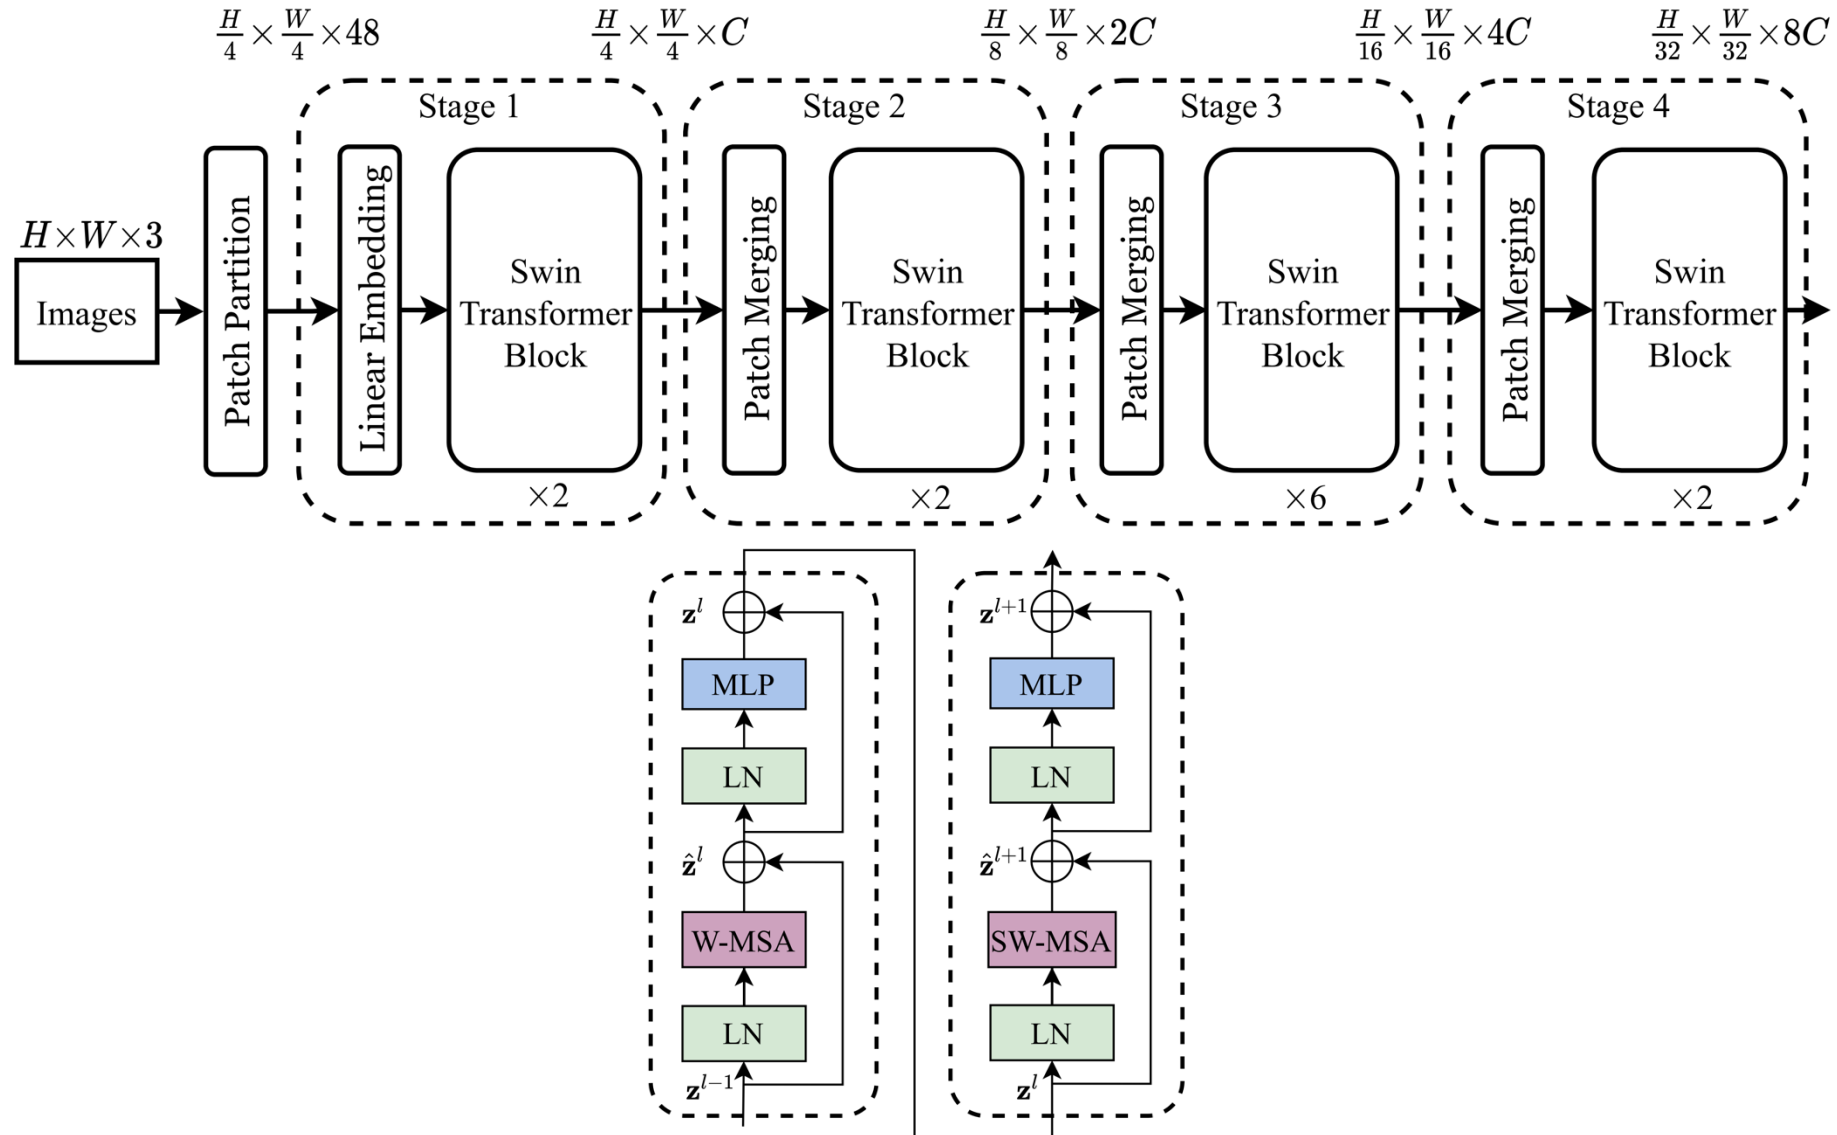 H/4 × W/4 × 48
H/4 × W/4 × C
H/8 × W/8 × 2C
H/16 × W/16 × 4C
H/32 × W/32 × 8C
Stage 1
Stage 2
Stage 3
Stage 4
H×W×3
Images
Patch Partition
Linear Embedding
Swin
Transformer
Block
×2
Patch Merging
Swin
Transformer
Block
×2
Patch Merging
Swin
Transformer
Block
×6
Patch Merging
Swin
Transformer
Block
×2
z^l
MLP
LN
ẑ^l
W-MSA
LN
z^{l−1}
z^{l+1}
MLP
LN
ẑ^{l+1}
SW-MSA
LN
z^l